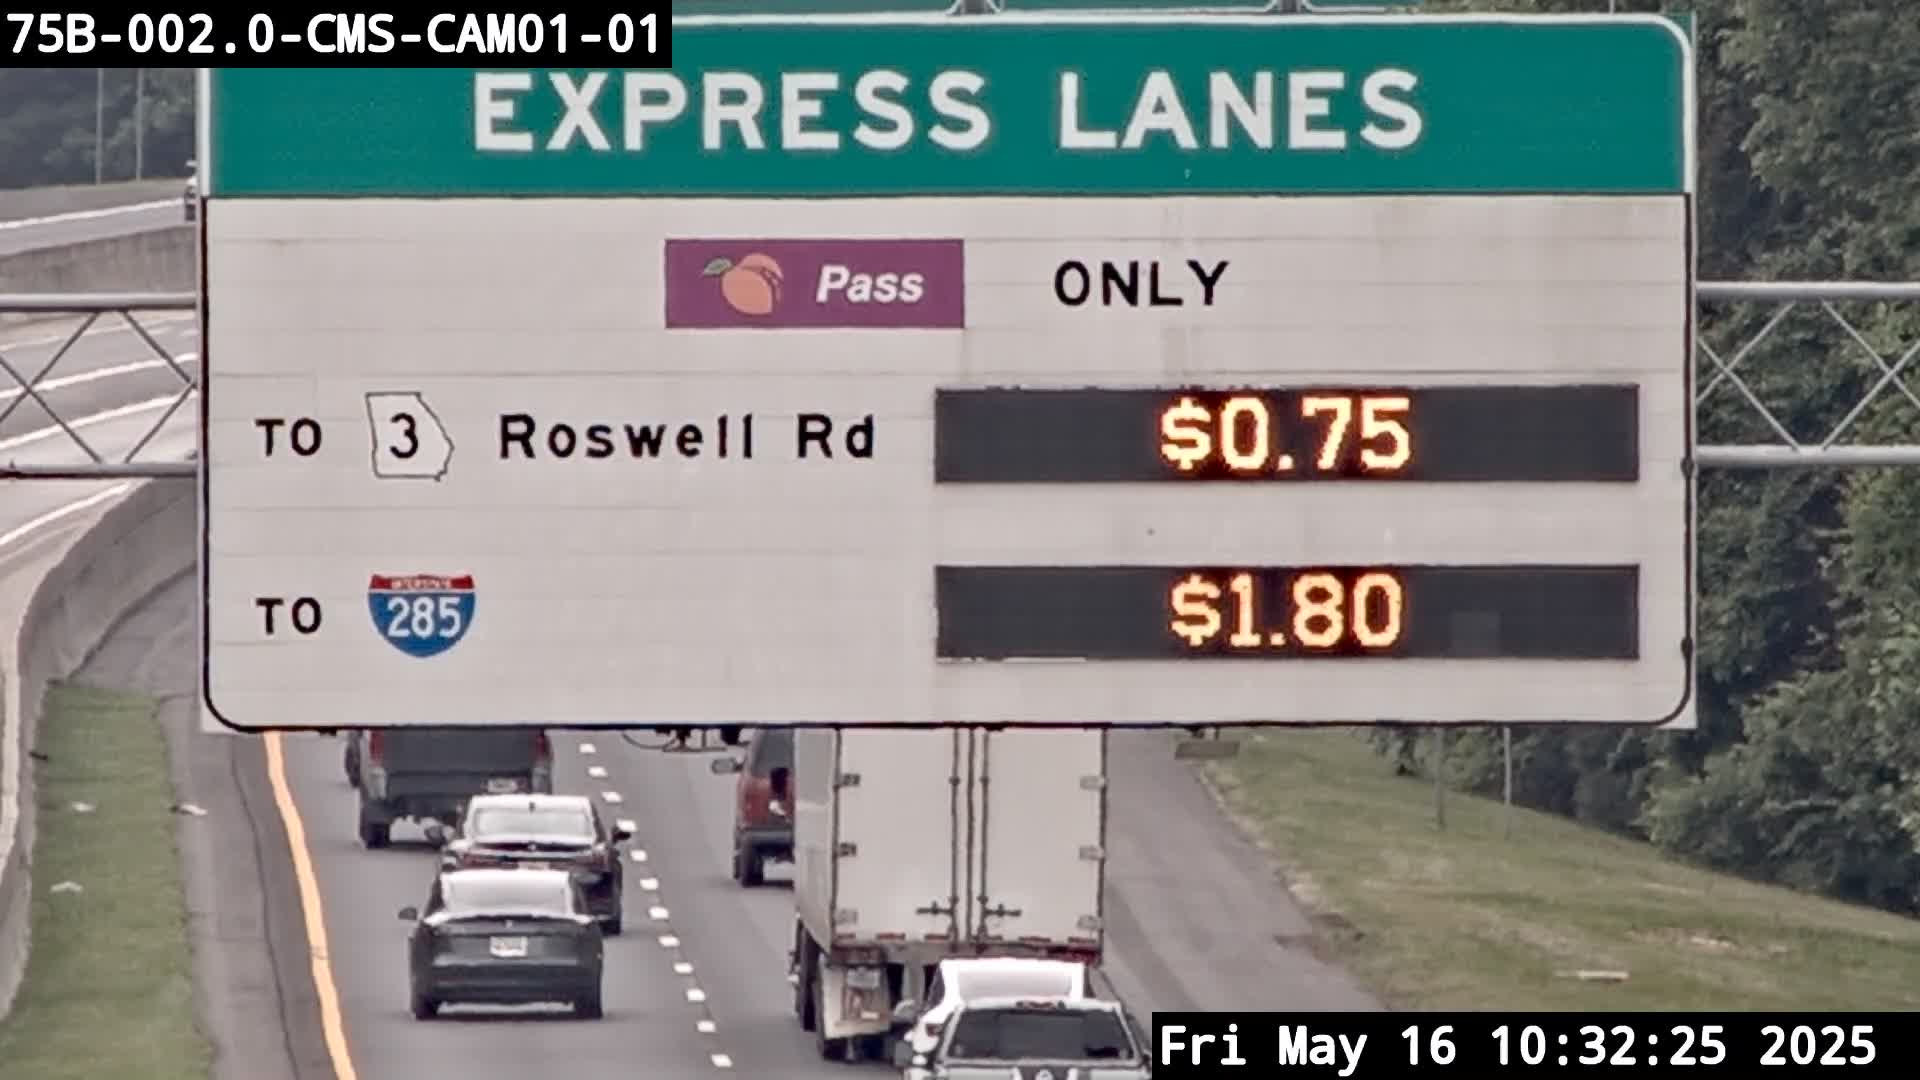 75B-002.0-CMS-CAM01-01
EXPRESS LANES
Pass ONLY
TO 3 Roswell Rd $0.75
INTERSTATE
TO 285 $1.80
Fri May 16 10:32:25 2025